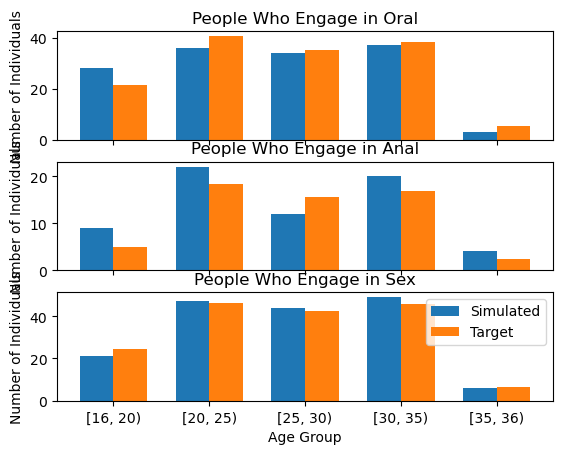 People Who Engage in Oral
Number of Individuals
40
20
0
People Who Engage in Anal
Number of Individuals
20
10
0
People Who Engage in Sex
Number of Individuals
40
20
0
Simulated
Target
[16, 20)
[20, 25)
[25, 30)
[30, 35)
[35, 36)
Age Group